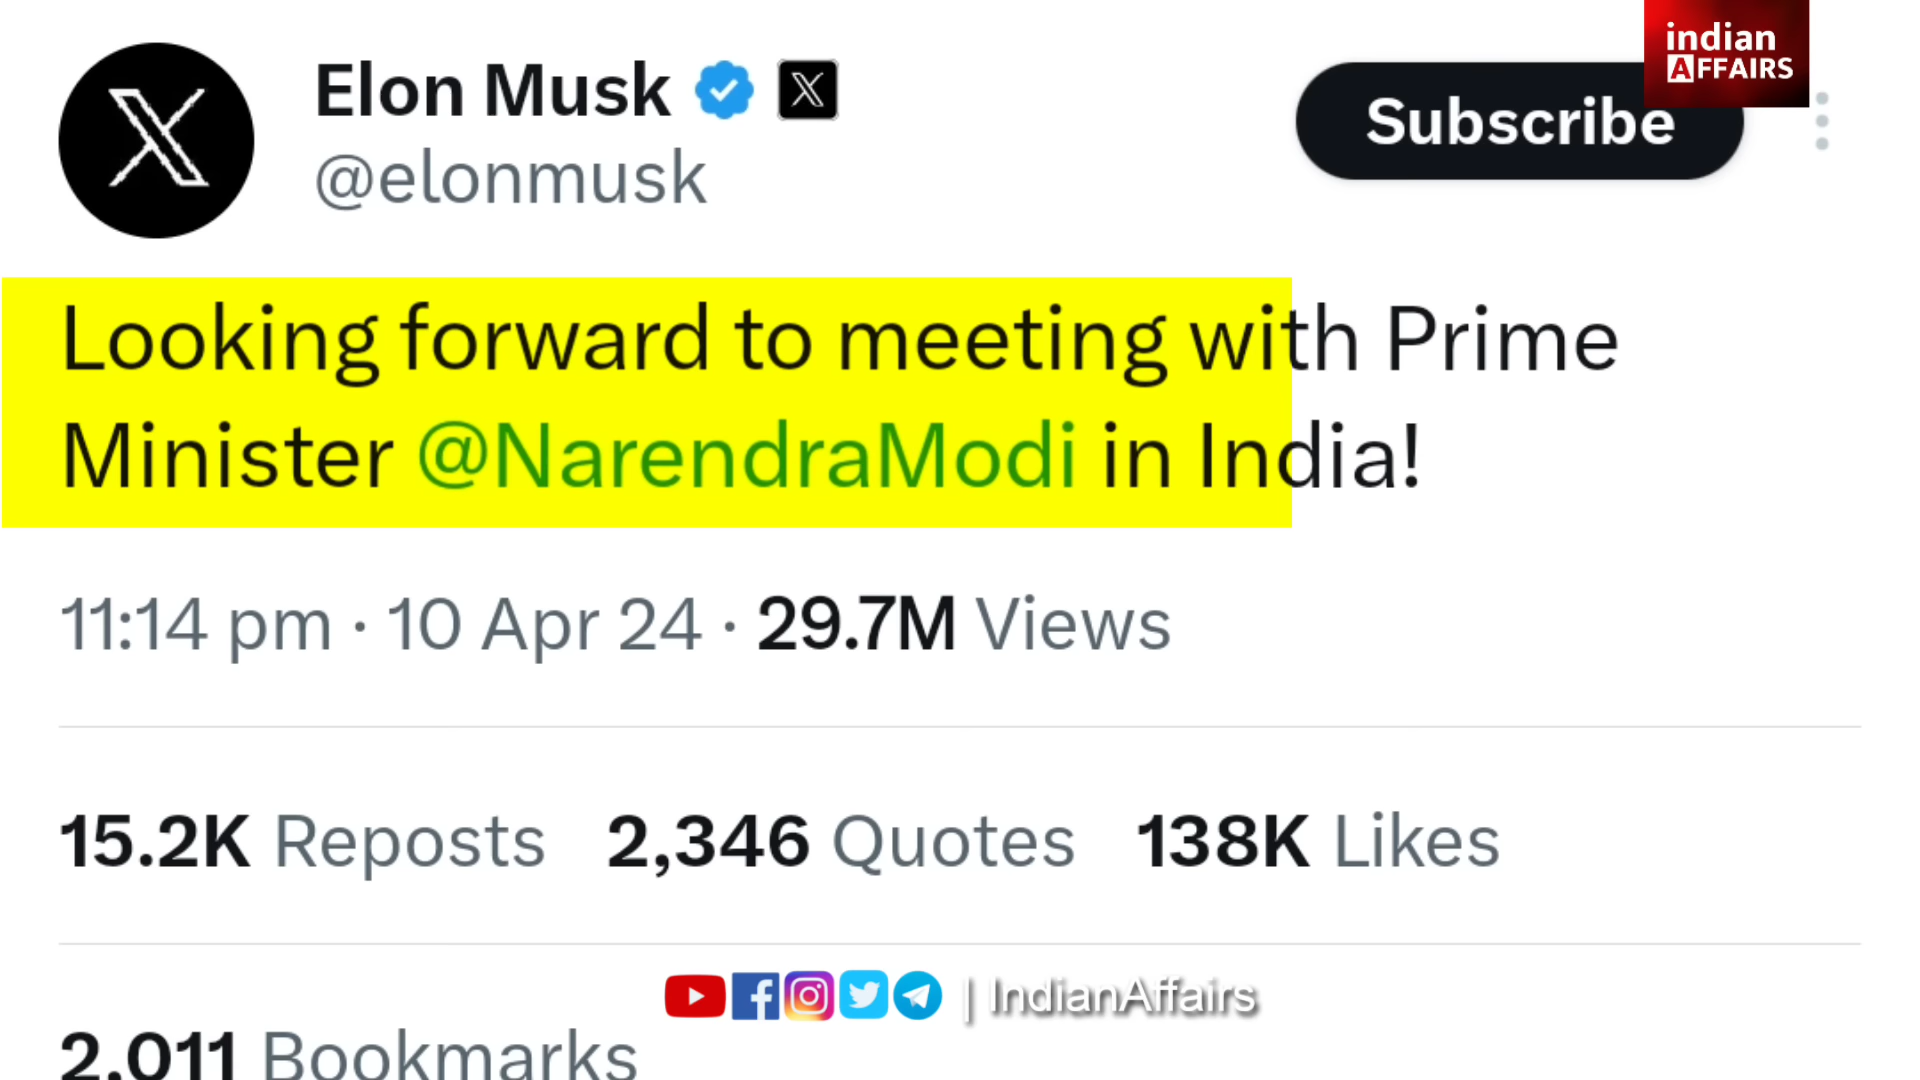 Elon Musk
@elonmusk
Subscribe
indian
AFFAIRS
Looking forward to meeting with Prime
Minister @NarendraModi in India!
11:14 pm · 10 Apr 24 · 29.7M Views
15.2K Reposts 2,346 Quotes 138K Likes
| IndianAffairs
2,011 Bookmarks